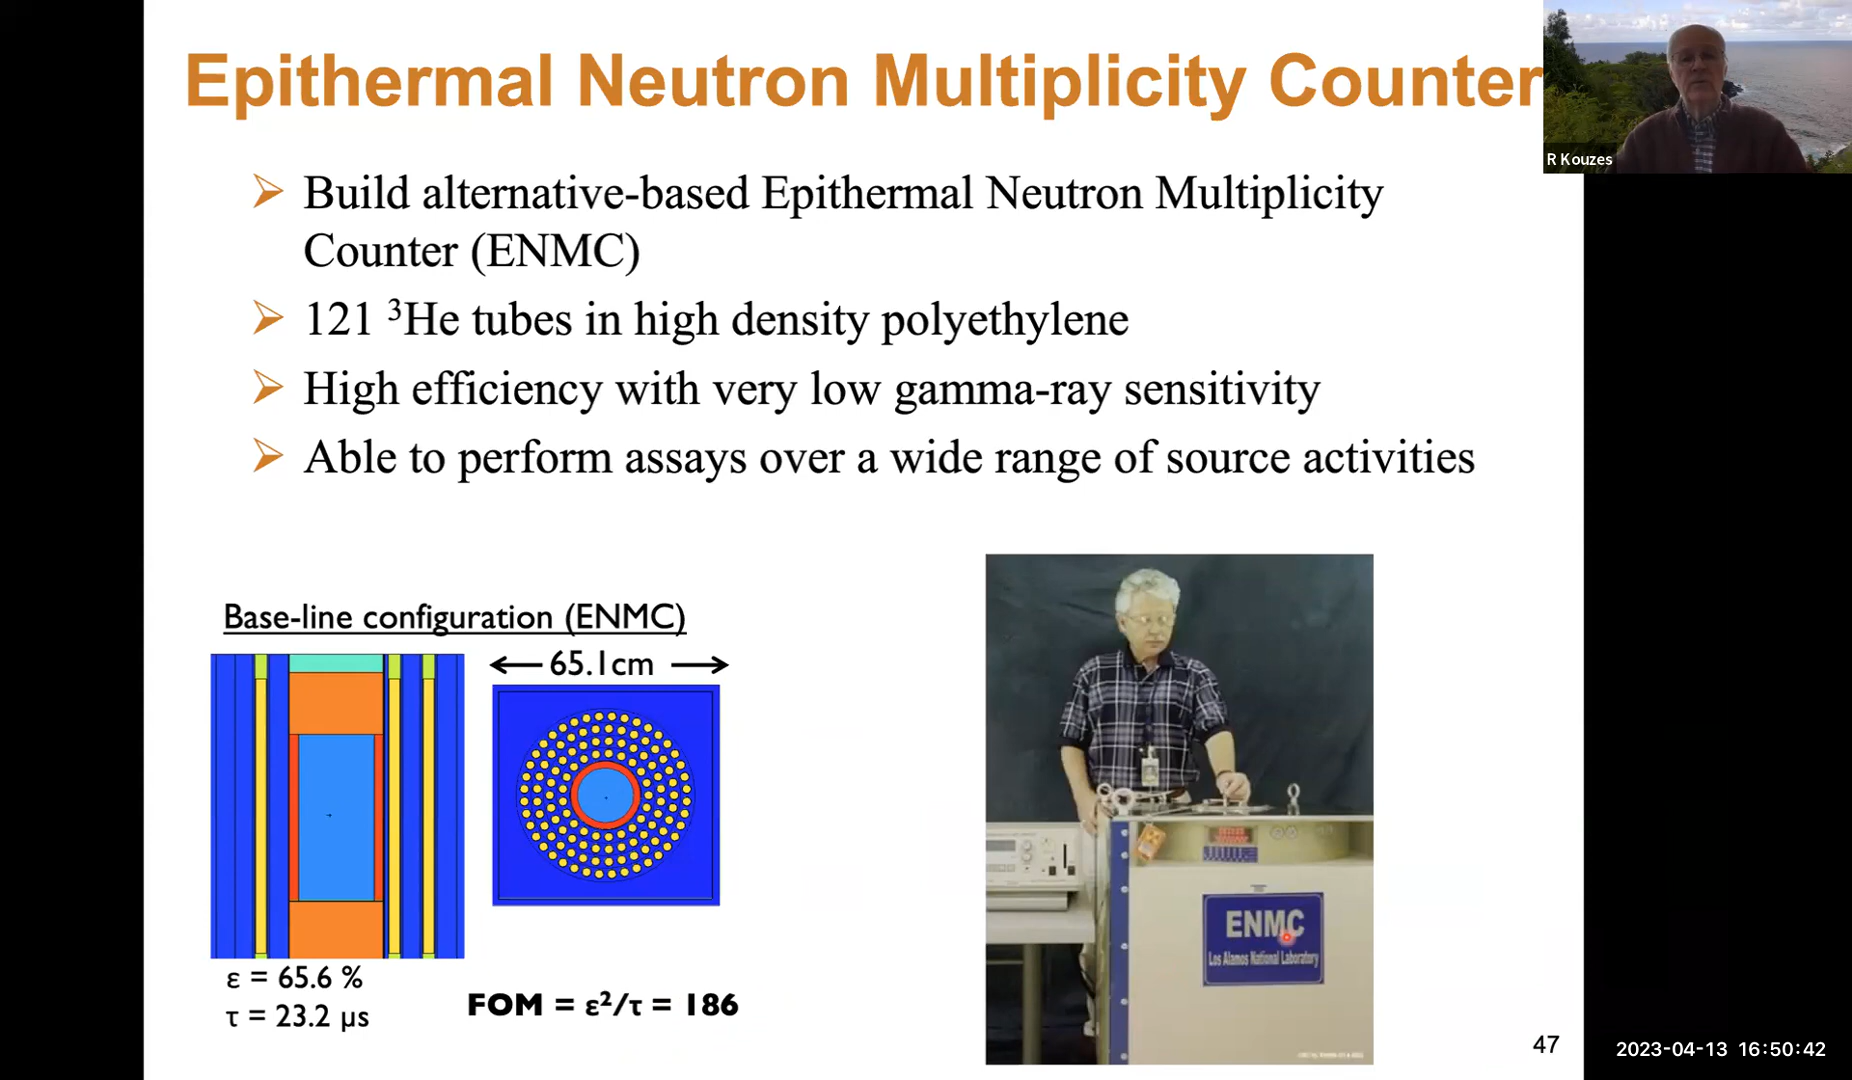 Epithermal Neutron Multiplicity Counter
R Kouzes
➢ Build alternative-based Epithermal Neutron Multiplicity
Counter (ENMC)
➢ 121 ³He tubes in high density polyethylene
➢ High efficiency with very low gamma-ray sensitivity
➢ Able to perform assays over a wide range of source activities
Base-line configuration (ENMC)
65.1cm
ε = 65.6 %
τ = 23.2 µs
FOM = ε²/τ = 186
ENMC
Los Alamos National Laboratory
47
2023-04-13 16:50:42